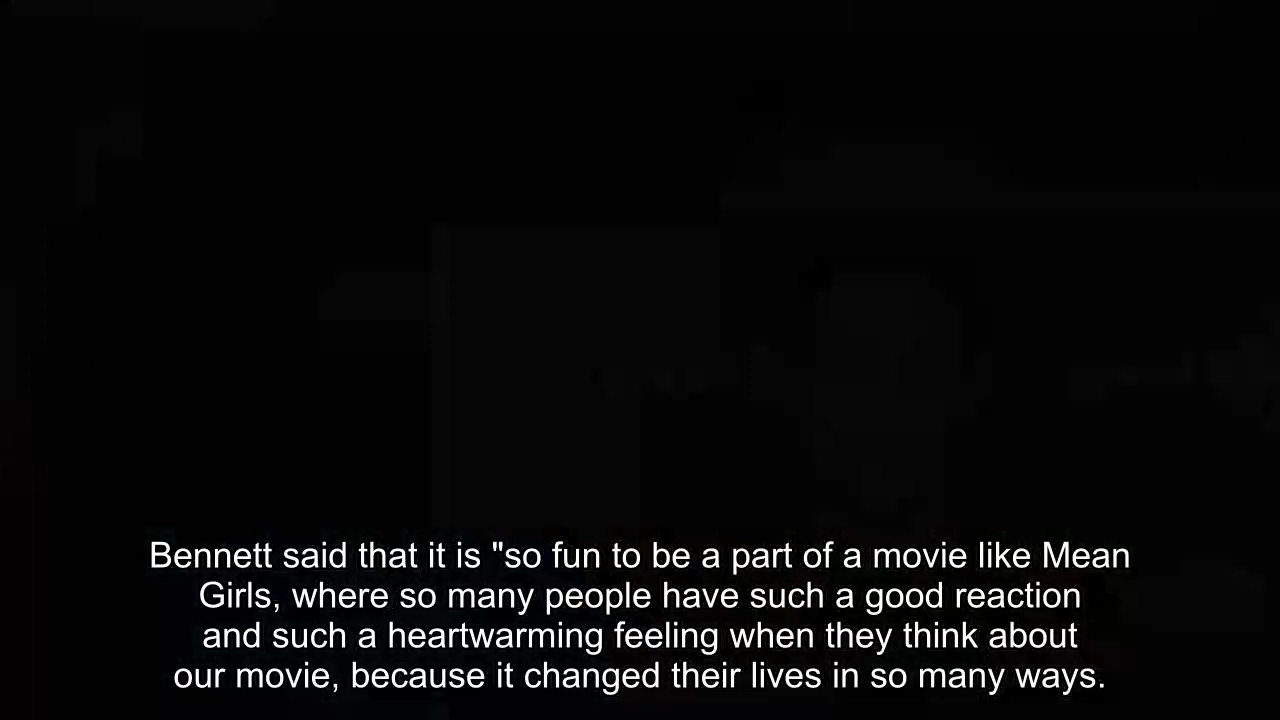 Bennett said that it is "so fun to be a part of a movie like Mean
Girls, where so many people have such a good reaction
and such a heartwarming feeling when they think about
our movie, because it changed their lives in so many ways.